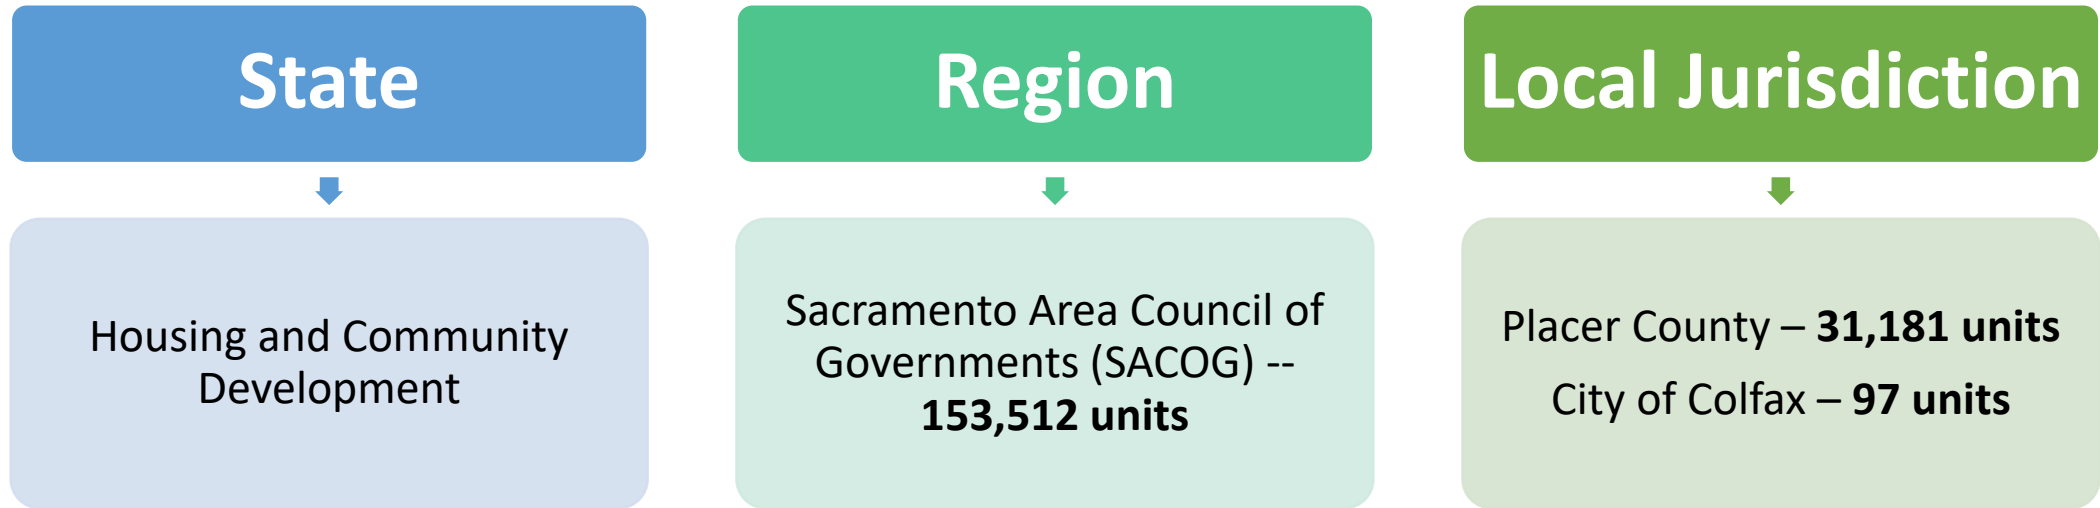 State
Housing and Community
Development
Region
Sacramento Area Council of
Governments (SACOG) --
153,512 units
Local Jurisdiction
Placer County – 31,181 units
City of Colfax – 97 units